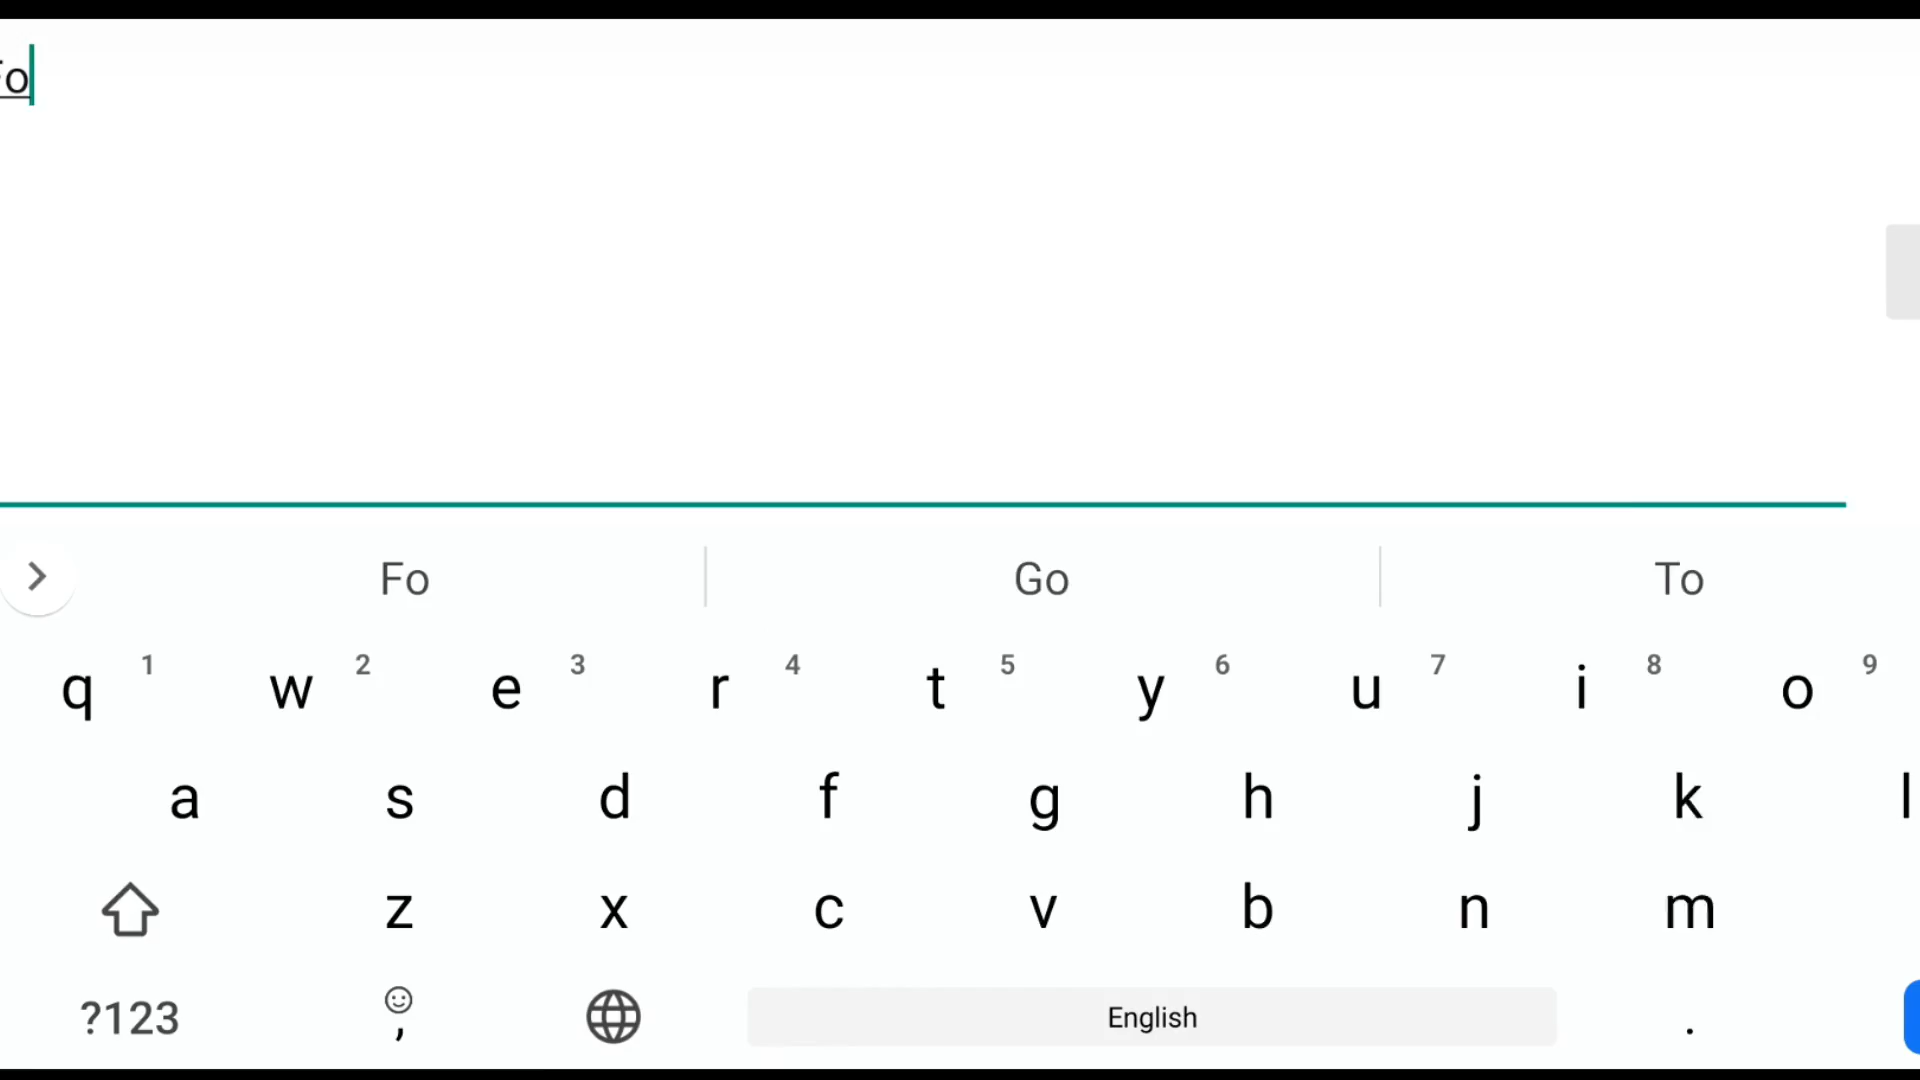 Fo
Fo Go To
q 1 w 2 e 3 r 4 t 5 y 6 u 7 i 8 o 9
a s d f g h j k l
z x c v b n m
?123 , English .